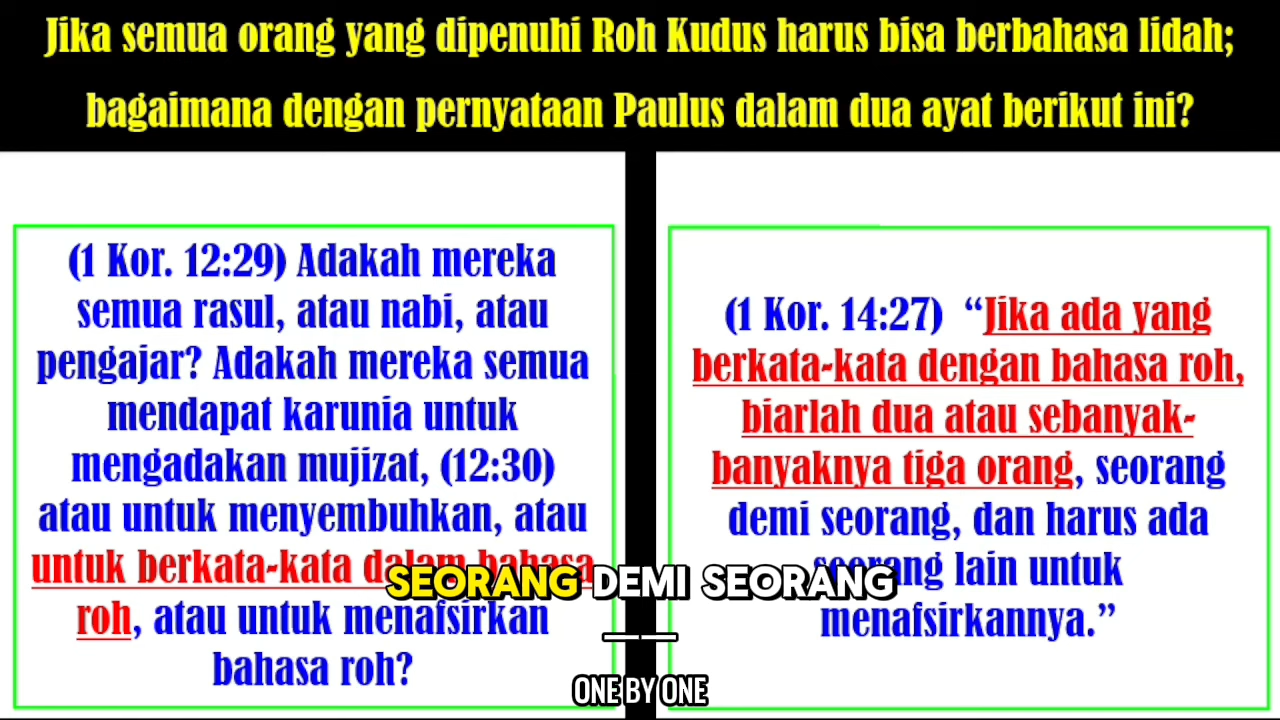 Jika semua orang yang dipenuhi Roh Kudus harus bisa berbahasa lidah;
bagaimana dengan pernyataan Paulus dalam dua ayat berikut ini?
(1 Kor. 12:29) Adakah mereka
semua rasul, atau nabi, atau
pengajar? Adakah mereka semua
mendapat karunia untuk
mengadakan mujizat, (12:30)
atau untuk menyembuhkan, atau
untuk berkata-kata dalam bahasa
roh, atau untuk menafsirkan
bahasa roh?
(1 Kor. 14:27) “Jika ada yang
berkata-kata dengan bahasa roh,
biarlah dua atau sebanyak-
banyaknya tiga orang, seorang
demi seorang, dan harus ada
seorang lain untuk
menafsirkannya.”
SEORANG DEMI SEORANG
ONE BY ONE